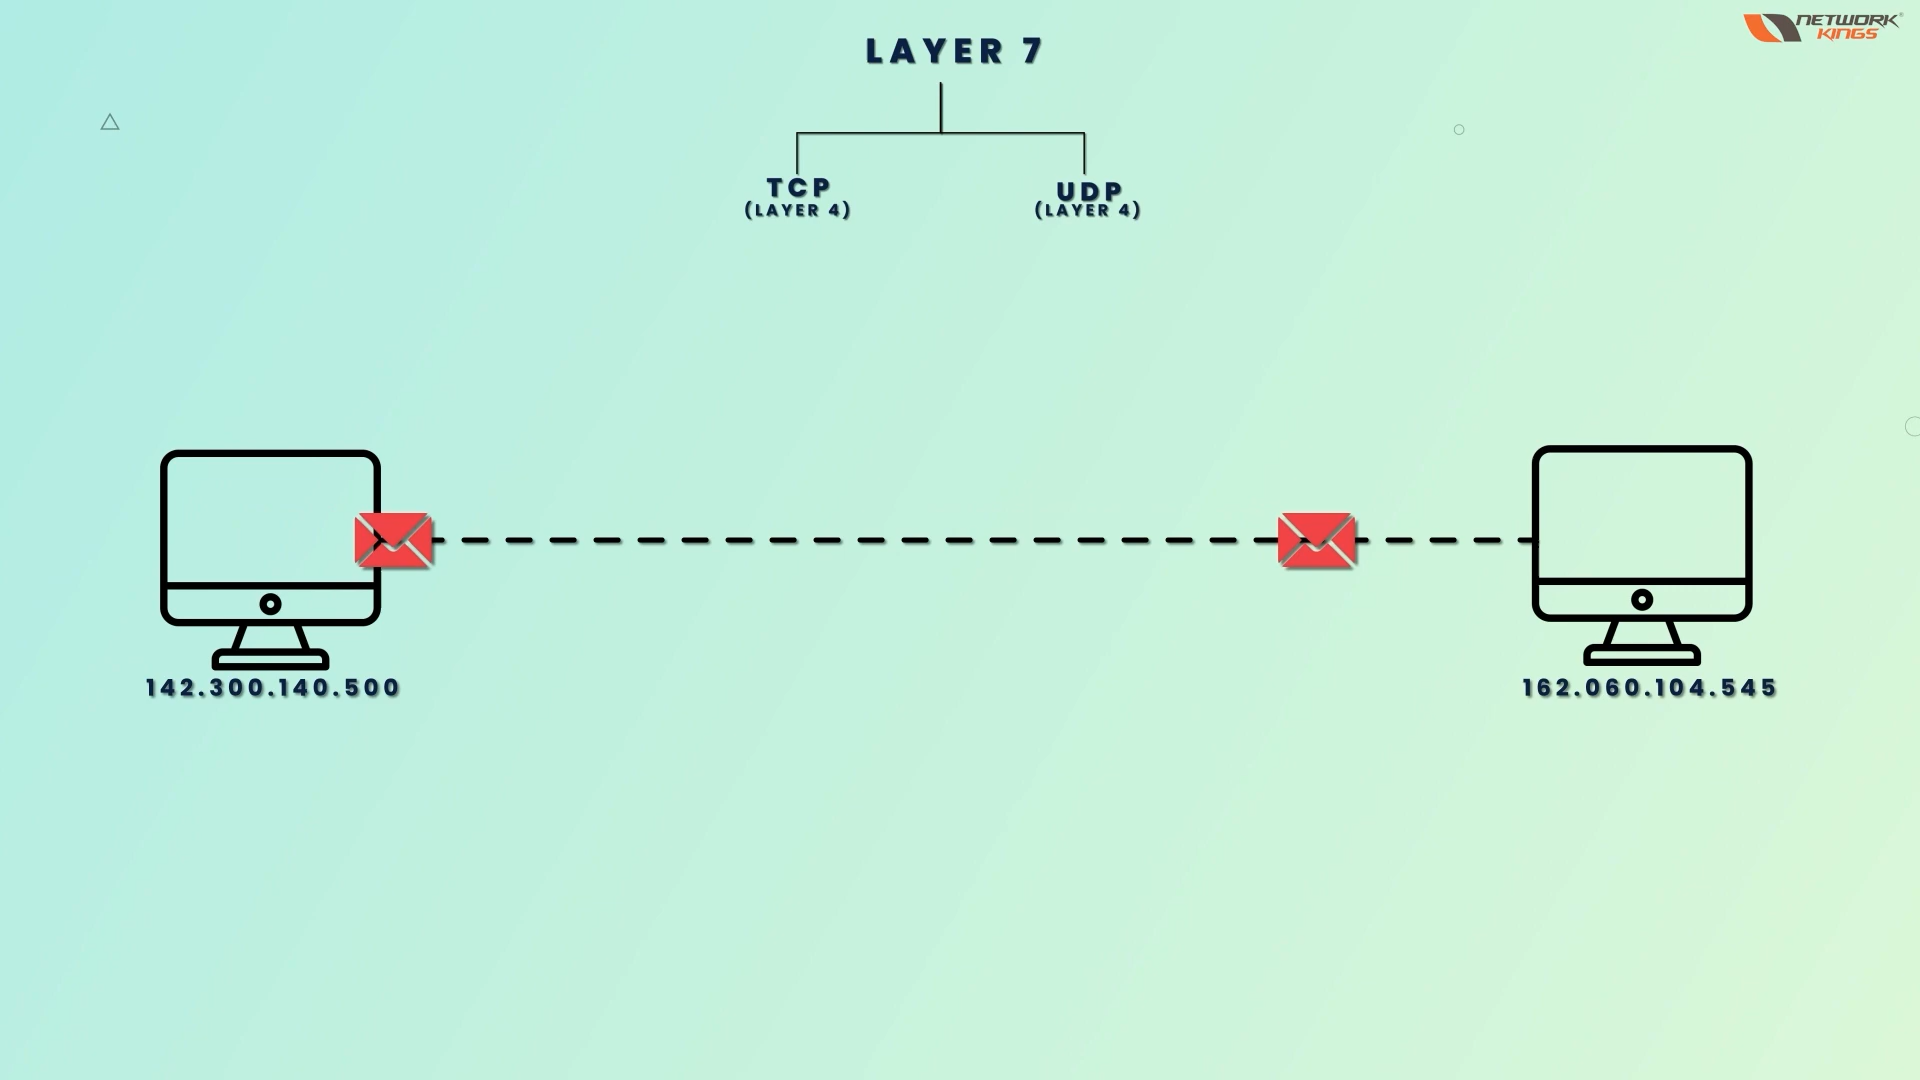 LAYER 7
NETWORK
KINGS
TCP
(LAYER 4)
UDP
(LAYER 4)
142.300.140.500
162.060.104.545